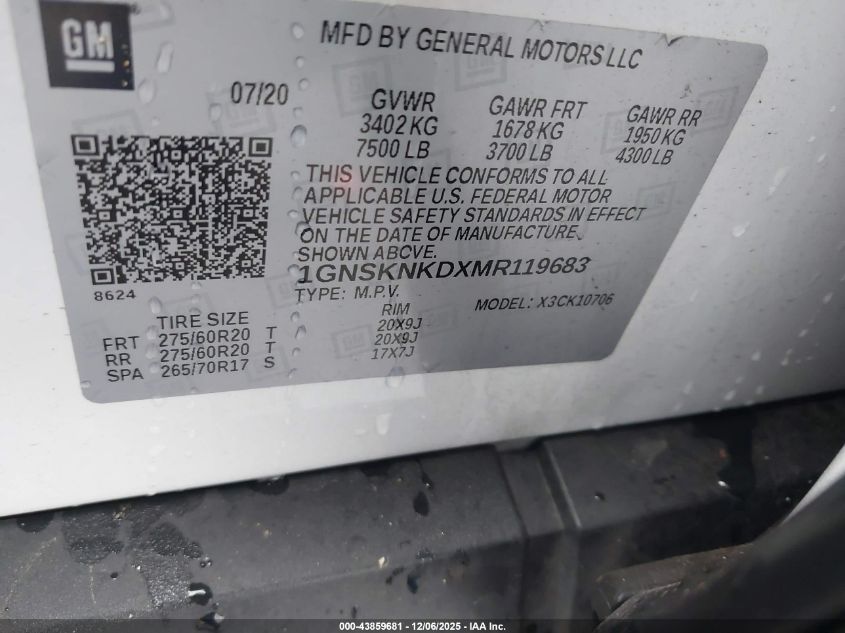 GM
MFD BY GENERAL MOTORS LLC
07/20
GVWR GAWR FRT GAWR RR
3402 KG 1678 KG 1950 KG
7500 LB 3700 LB 4300 LB
THIS VEHICLE CONFORMS TO ALL
APPLICABLE U.S. FEDERAL MOTOR
VEHICLE SAFETY STANDARDS IN EFFECT
ON THE DATE OF MANUFACTURE.
SHOWN ABOVE.
1GNSKNKDXMR119683
8624
TYPE: M.P.V. MODEL: X3CK10706
TIRE SIZE RIM
FRT 275/60R20 T 20X9J
RR 275/60R20 T 20X9J
SPA 265/70R17 S 17X7J
000-43859681 - 12/06/2025 - IAA Inc.